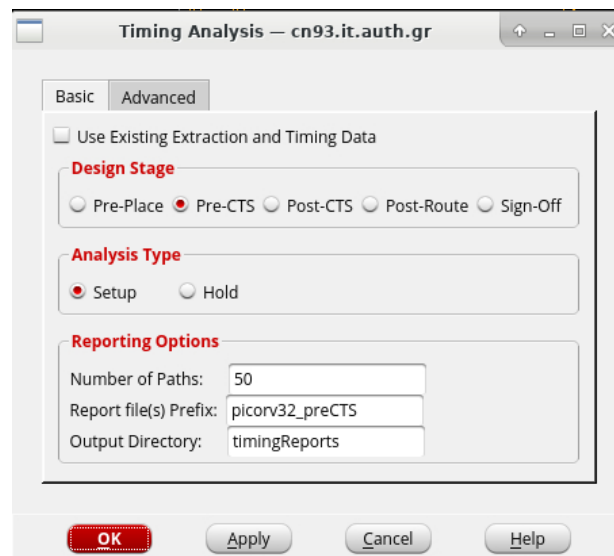 Timing Analysis — cn93.it.auth.gr
Basic Advanced
Use Existing Extraction and Timing Data
Design Stage
Pre-Place Pre-CTS Post-CTS Post-Route Sign-Off
Analysis Type
Setup Hold
Reporting Options
Number of Paths: 50
Report file(s) Prefix: picorv32_preCTS
Output Directory: timingReports
OK Apply Cancel Help